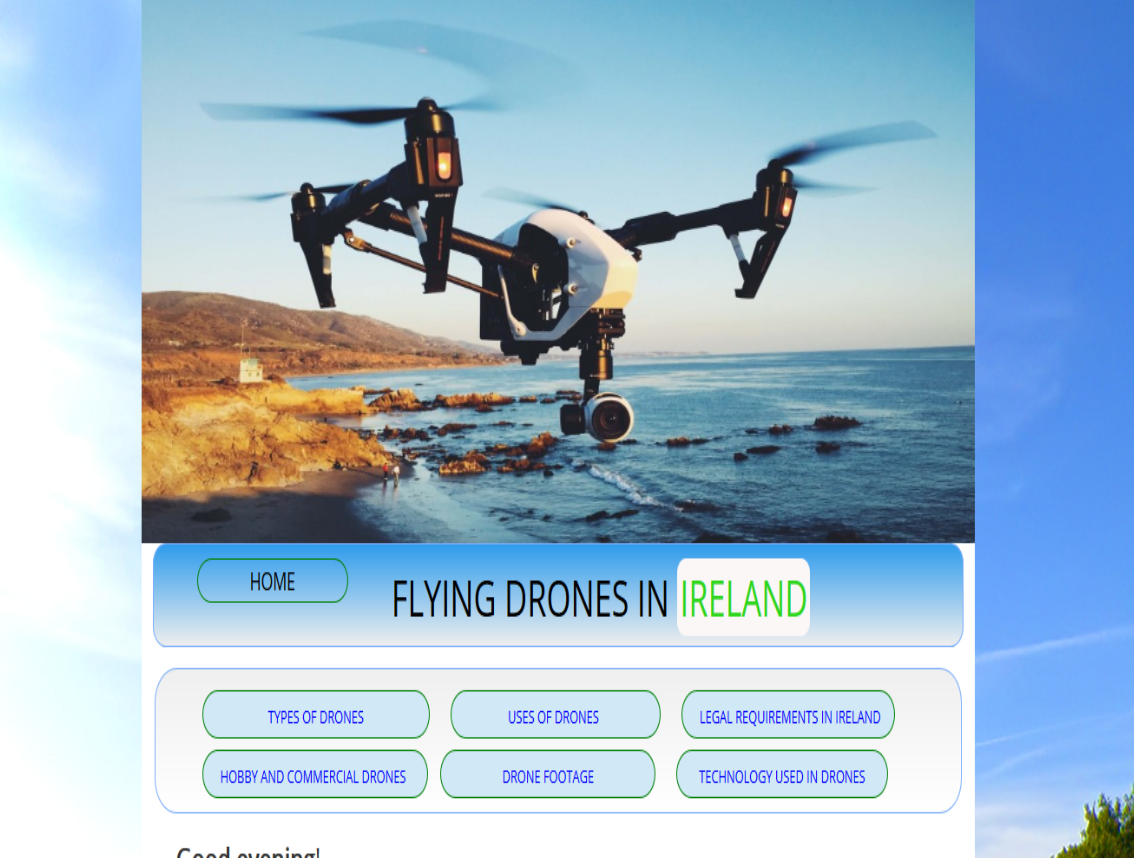 HOME
FLYING DRONES IN IRELAND
TYPES OF DRONES
USES OF DRONES
LEGAL REQUIREMENTS IN IRELAND
HOBBY AND COMMERCIAL DRONES
DRONE FOOTAGE
TECHNOLOGY USED IN DRONES
Good evening!